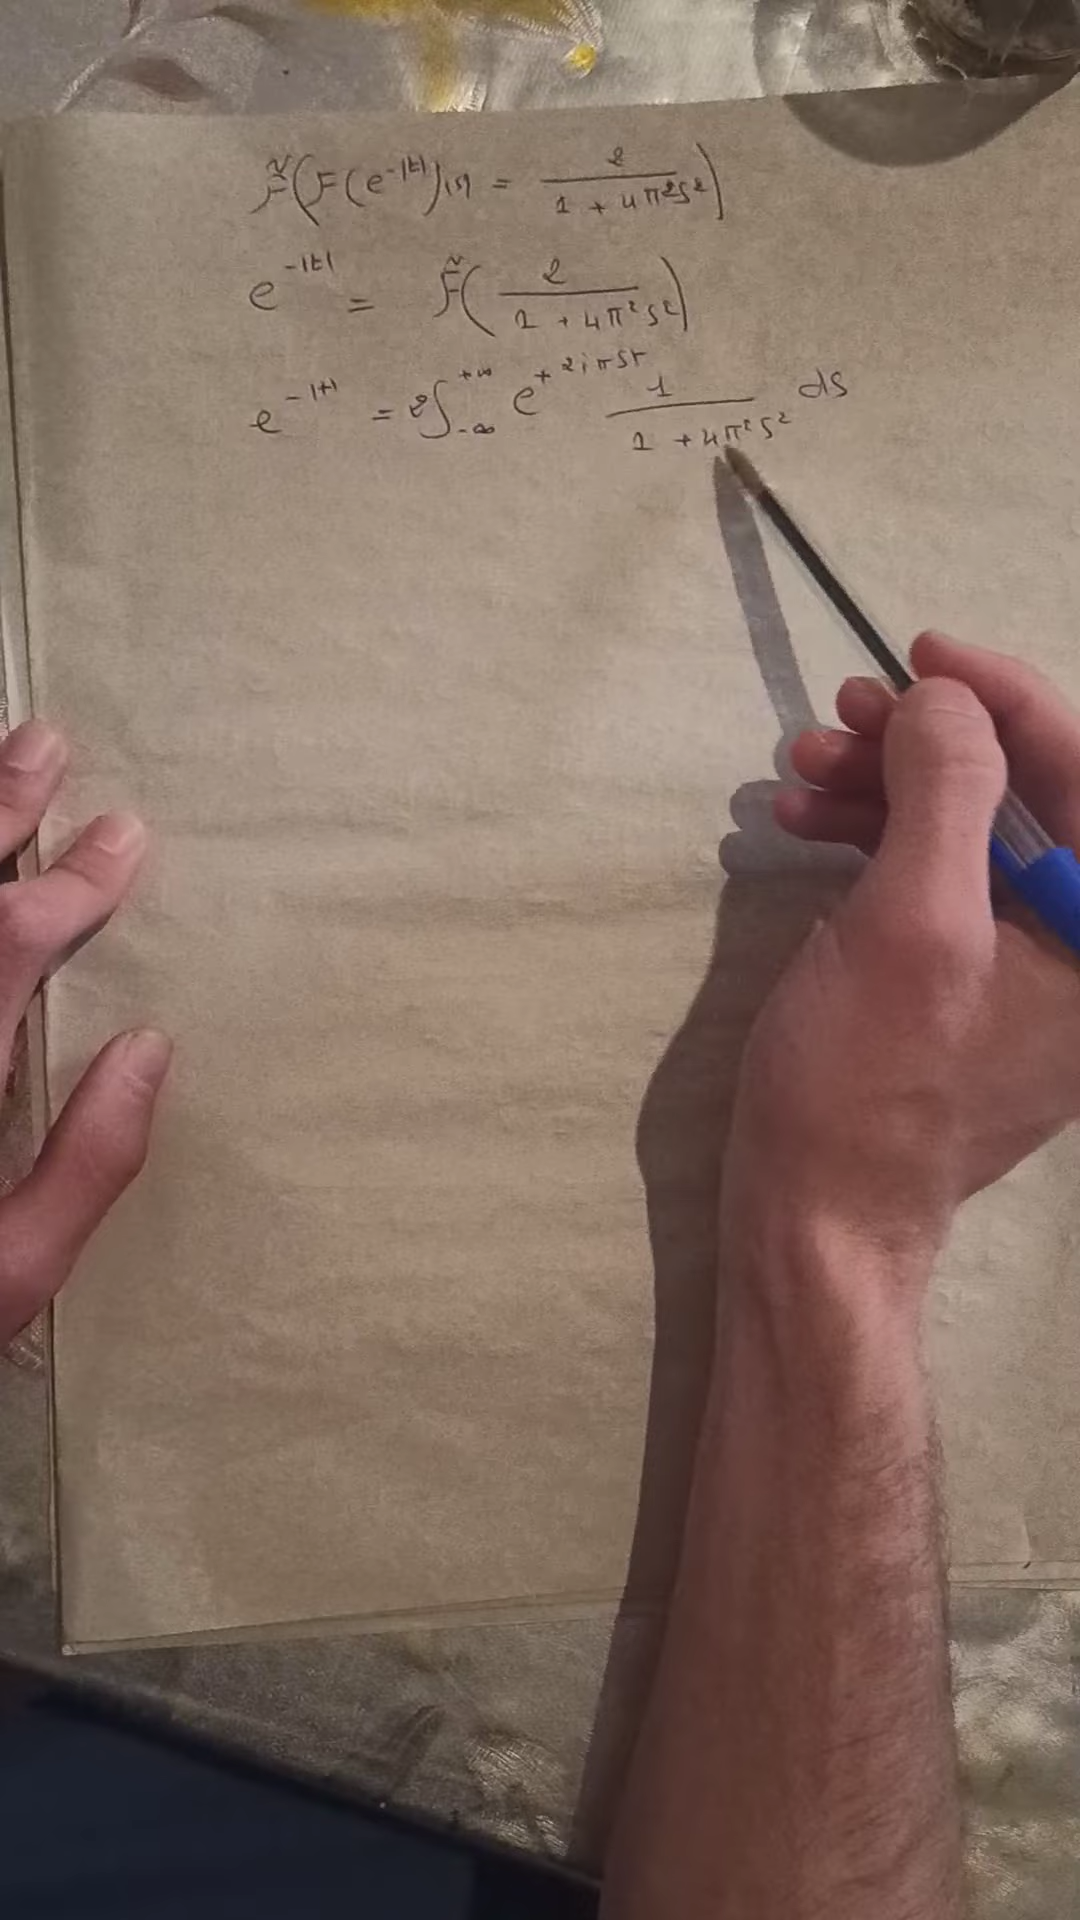 F̃(F(e^{-|t|})(s) = 2/(1 + 4π²s²))
e^{-|t|} = F̃(2/(1 + 4π²s²))
e^{-|t|} = 2∫_{-∞}^{+∞} e^{+2iπst} 1/(1 + 4π²s²) ds